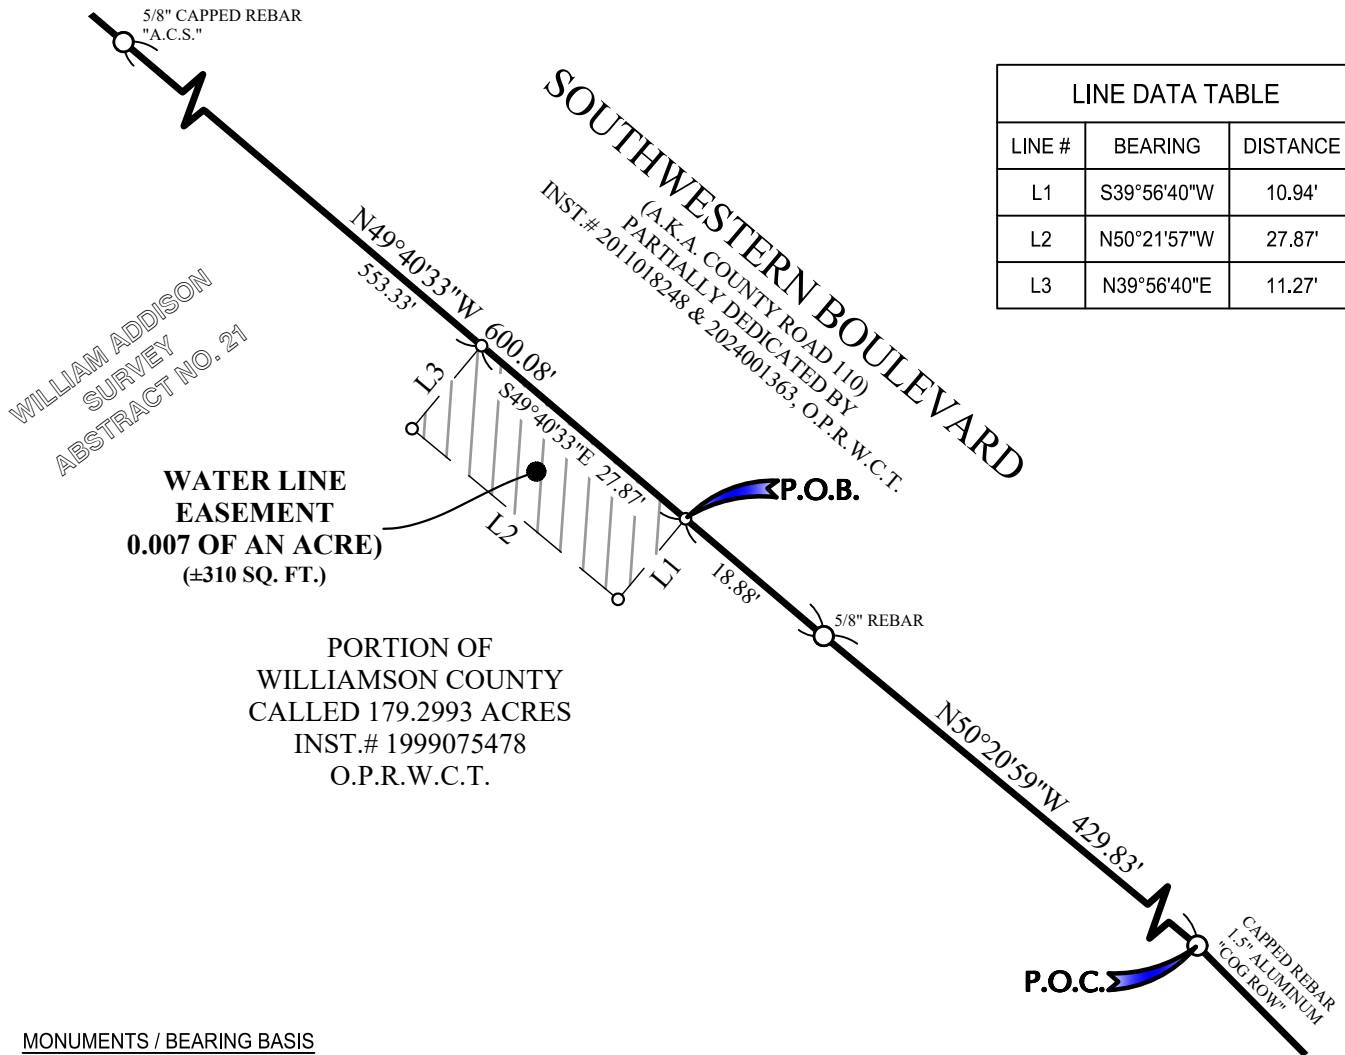 5/8" CAPPED REBAR
"A.C.S."
SOUTHWESTERN BOULEVARD
(A.K.A. COUNTY ROAD 110)
PARTIALLY DEDICATED BY
INST.# 2011018248 & 2024001363, O.P.R.W.C.T.
LINE DATA TABLE
LINE # BEARING DISTANCE
L1 S39°56'40"W 10.94'
L2 N50°21'57"W 27.87'
L3 N39°56'40"E 11.27'
N49°40'33"W 600.08'
553.33'
WILLIAM ADDISON
SURVEY
ABSTRACT NO. 21
L3
S49°40'33"E 27.87'
WATER LINE
EASEMENT
0.007 OF AN ACRE)
(±310 SQ. FT.)
L2
L1
P.O.B.
18.88'
5/8" REBAR
PORTION OF
WILLIAMSON COUNTY
CALLED 179.2993 ACRES
INST.# 1999075478
O.P.R.W.C.T.
N50°20'59"W 429.83'
P.O.C.
CAPPED REBAR
1.5" ALUMINUM
"COG ROW"
MONUMENTS / BEARING BASIS